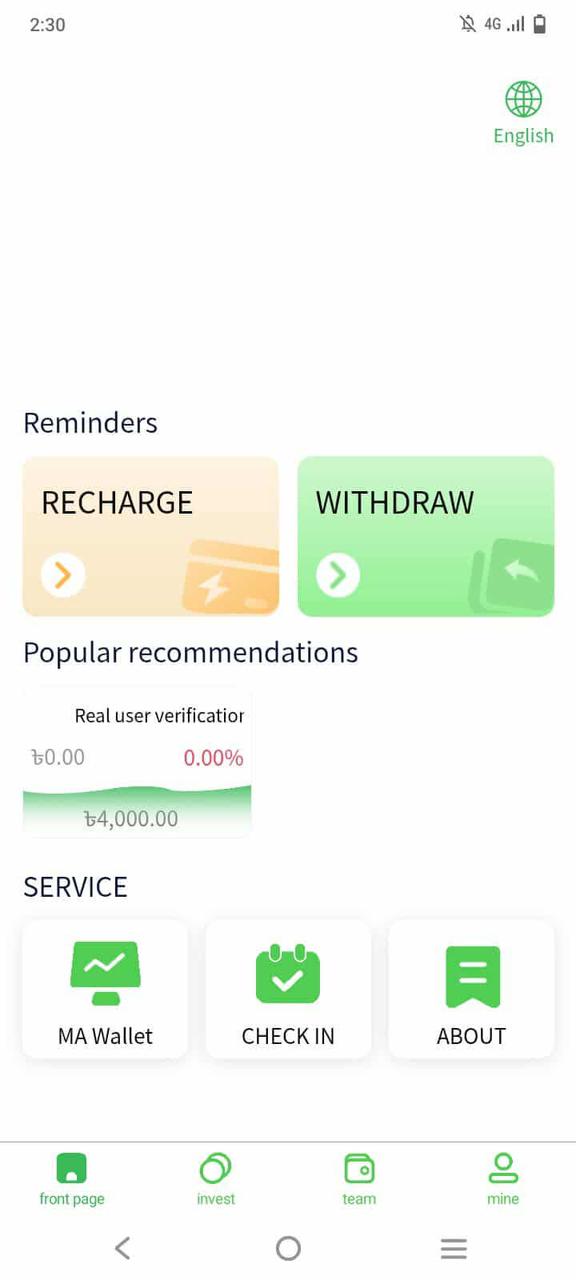 2:30
4G
English
Reminders
RECHARGE
WITHDRAW
Popular recommendations
Real user verification
৳0.00
0.00%
৳4,000.00
SERVICE
MA Wallet
CHECK IN
ABOUT
front page
invest
team
mine